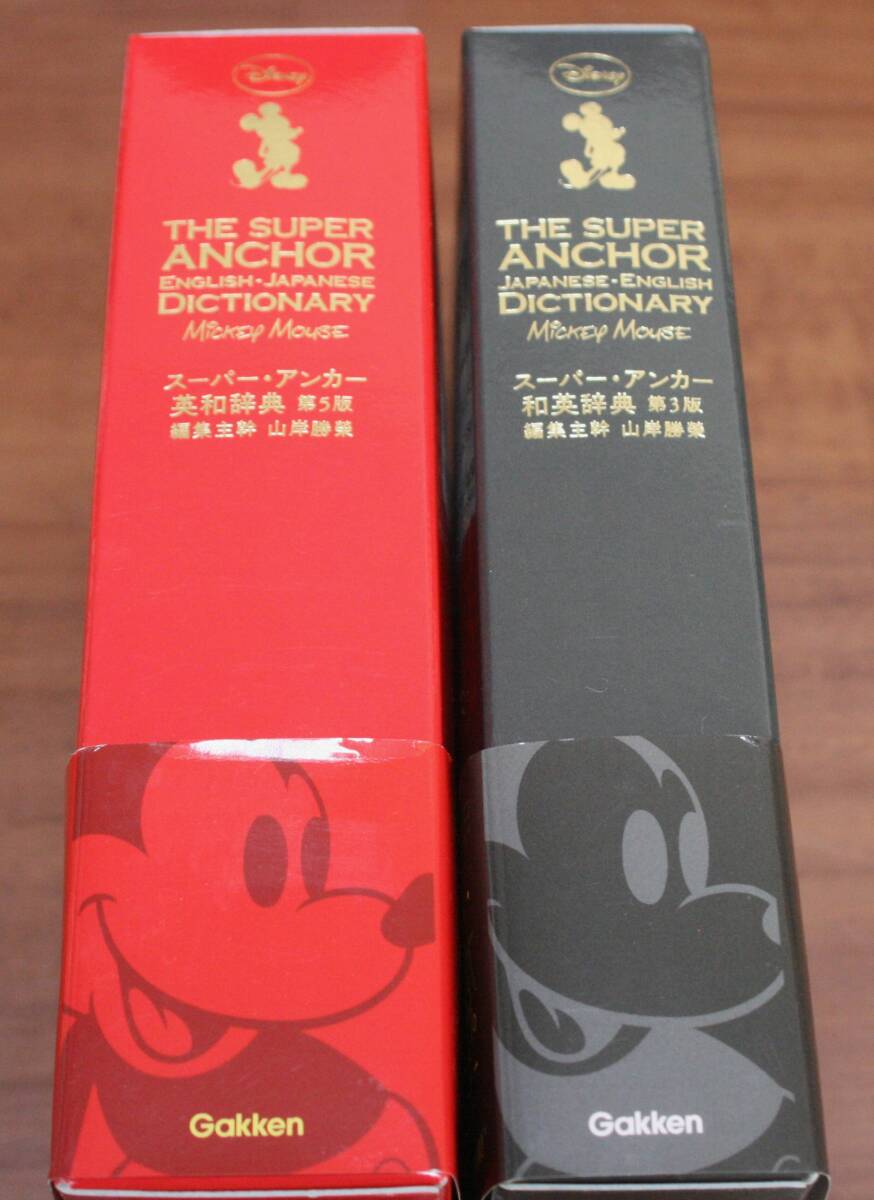 Disney
THE SUPER
ANCHOR
ENGLISH・JAPANESE
DICTIONARY
Mickey Mouse
スーパー・アンカー
英和辞典 第5版
編集主幹 山岸勝榮
Gakken
Disney
THE SUPER
ANCHOR
JAPANESE・ENGLISH
DICTIONARY
Mickey Mouse
スーパー・アンカー
和英辞典 第3版
編集主幹 山岸勝榮
Gakken